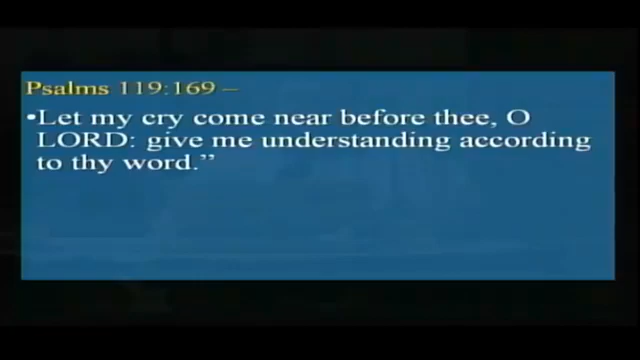 Psalms 119:169 –
•Let my cry come near before thee, O
LORD: give me understanding according
to thy word.”